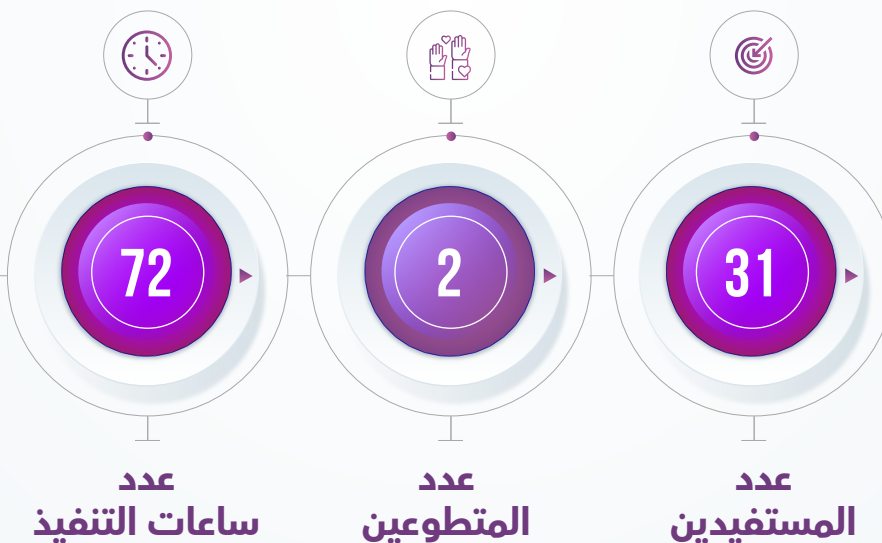 31
عدد
المستفيدين
2
عدد
المتطوعين
72
عدد
ساعات التنفيذ